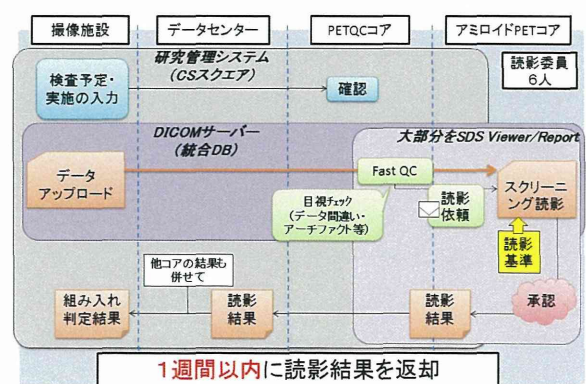 撮像施設
データセンター
PETQCコア
アミロイドPETコア
研究管理システム
(CSスクエア)
読影委員
6人
検査予定・
実施の入力
確認
DICOMサーバー
(統合DB)
大部分をSDS Viewer/Report
データ
アップロード
Fast QC
目視チェック
(データ間違い・
アーチファクト等)
読影
依頼
スクリーニ
ング読影
読影
基準
他コアの結果も
併せて
組み入れ
判定結果
読影
結果
読影
結果
承認
1週間以内に読影結果を返却